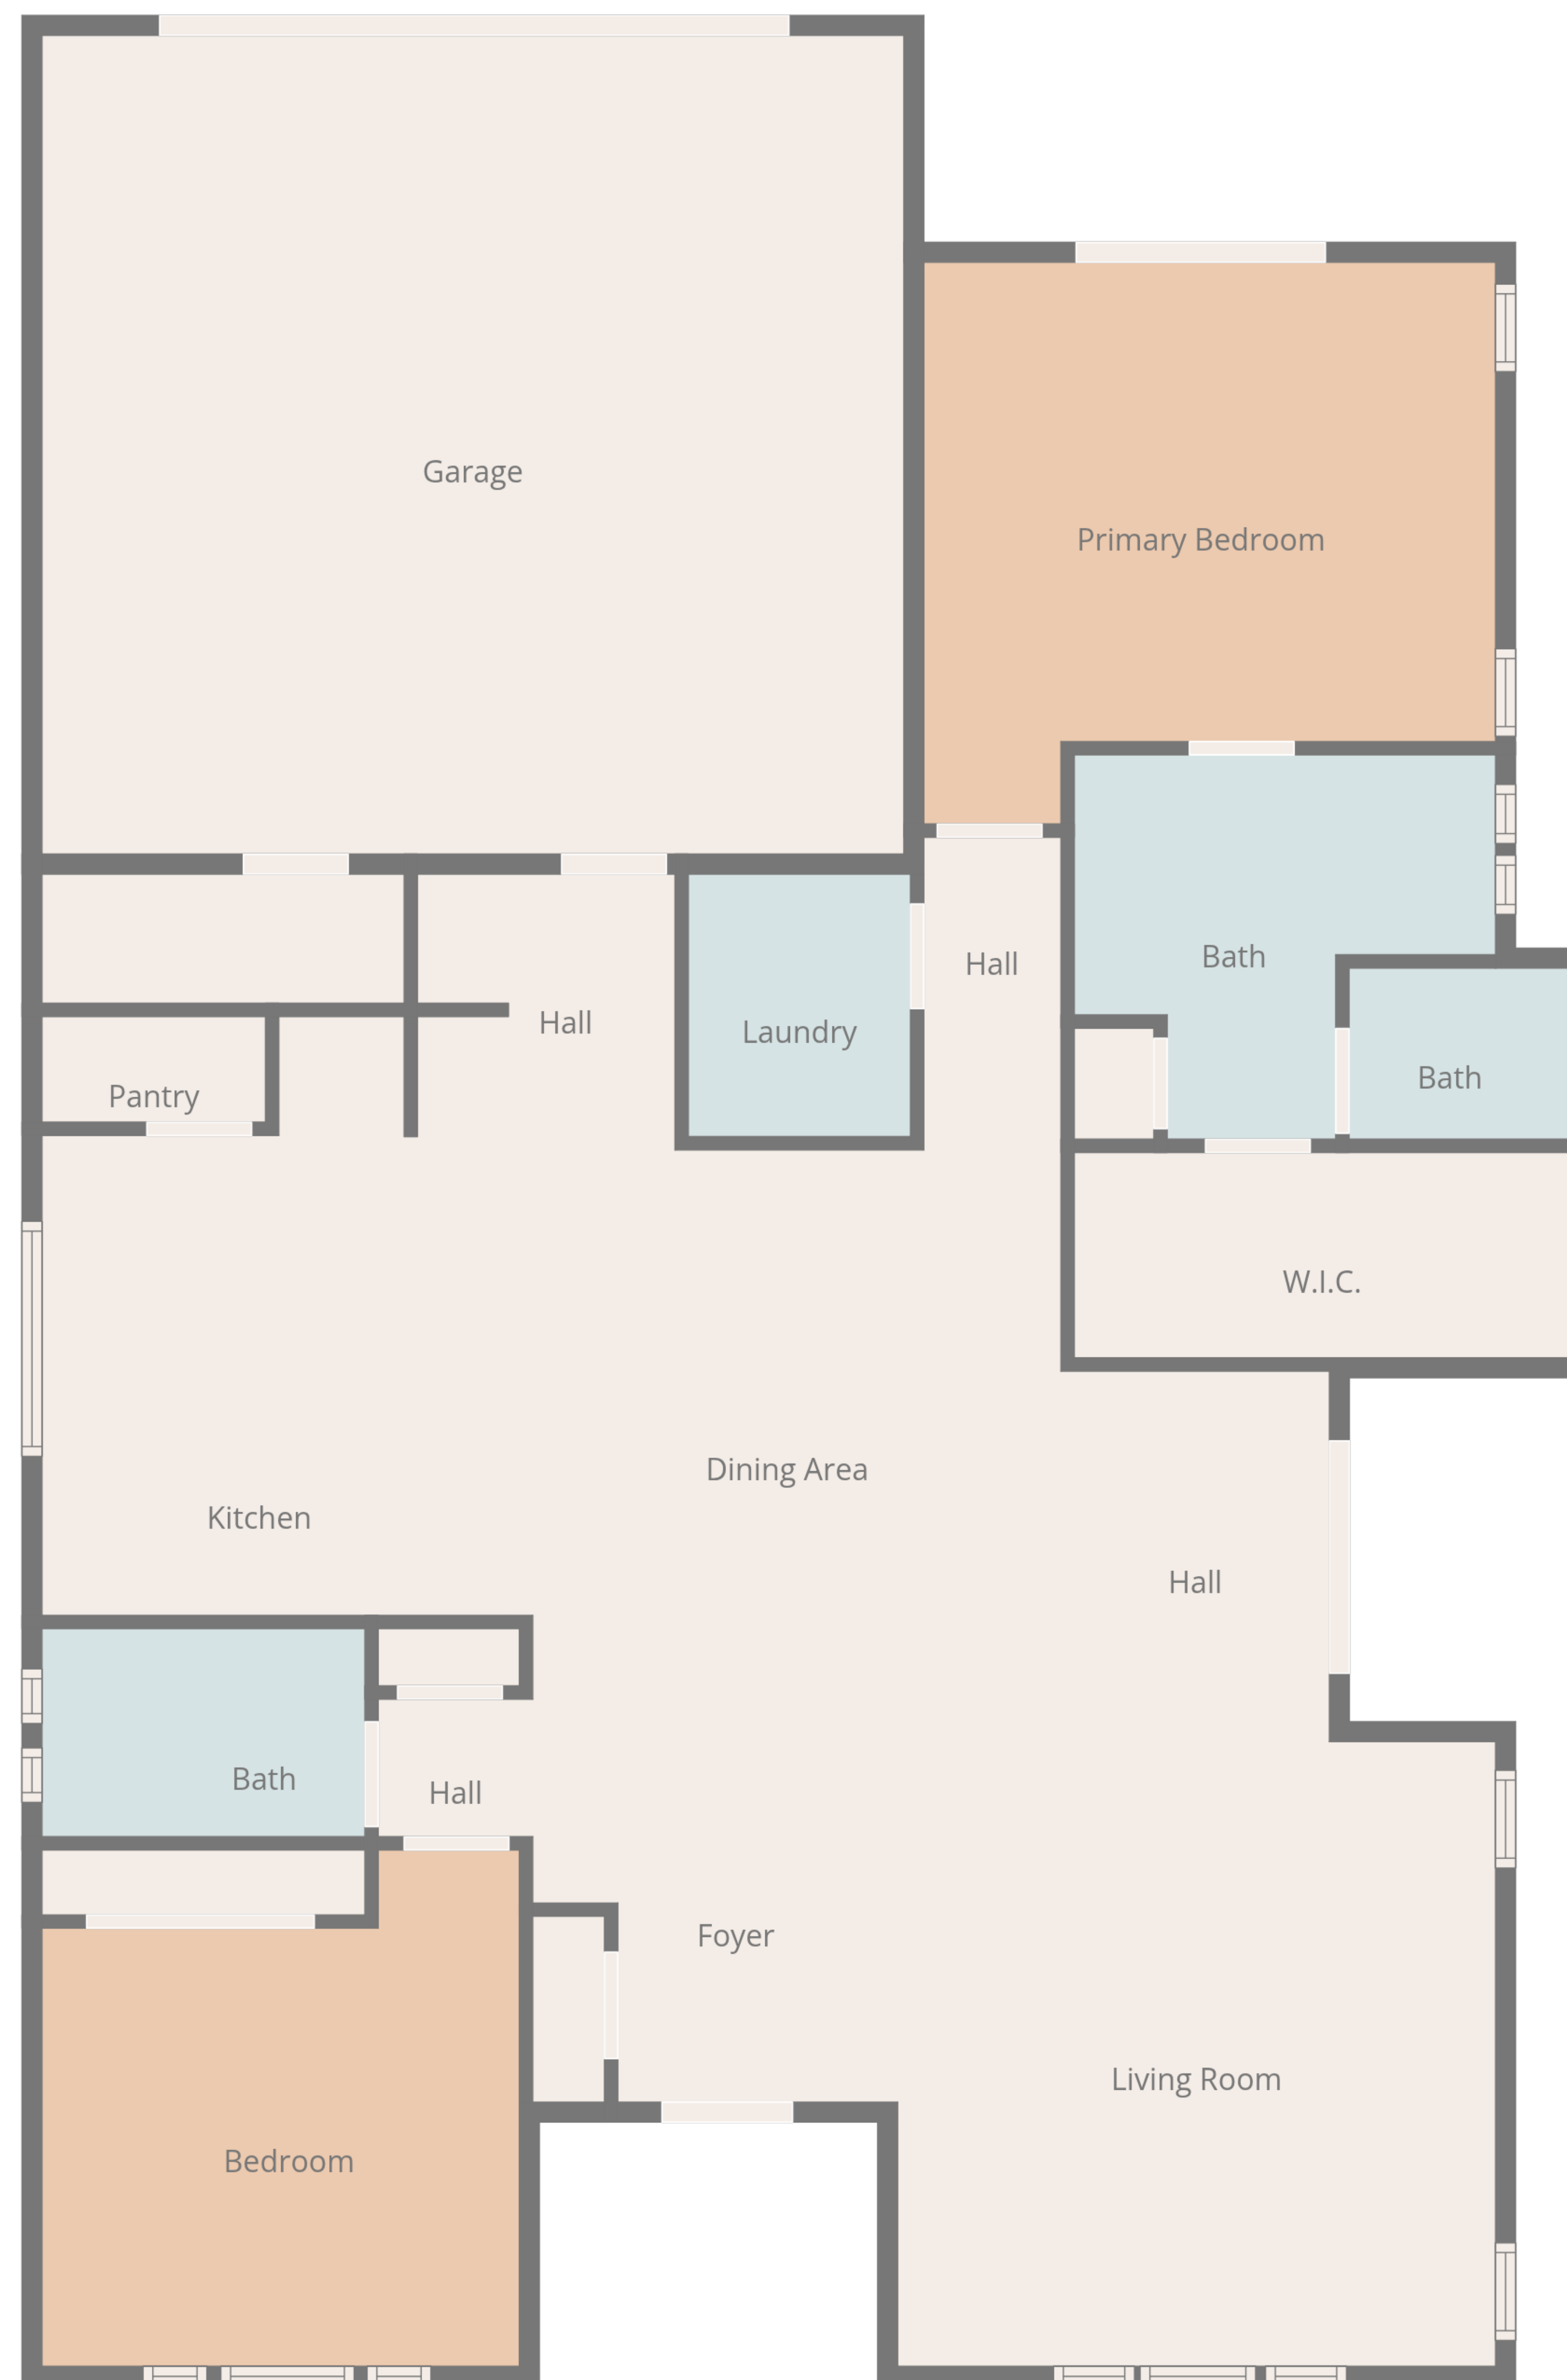 Garage
Primary Bedroom
Bath
Hall
Hall
Laundry
Bath
Pantry
W.I.C.
Dining Area
Kitchen
Hall
Bath
Hall
Foyer
Living Room
Bedroom